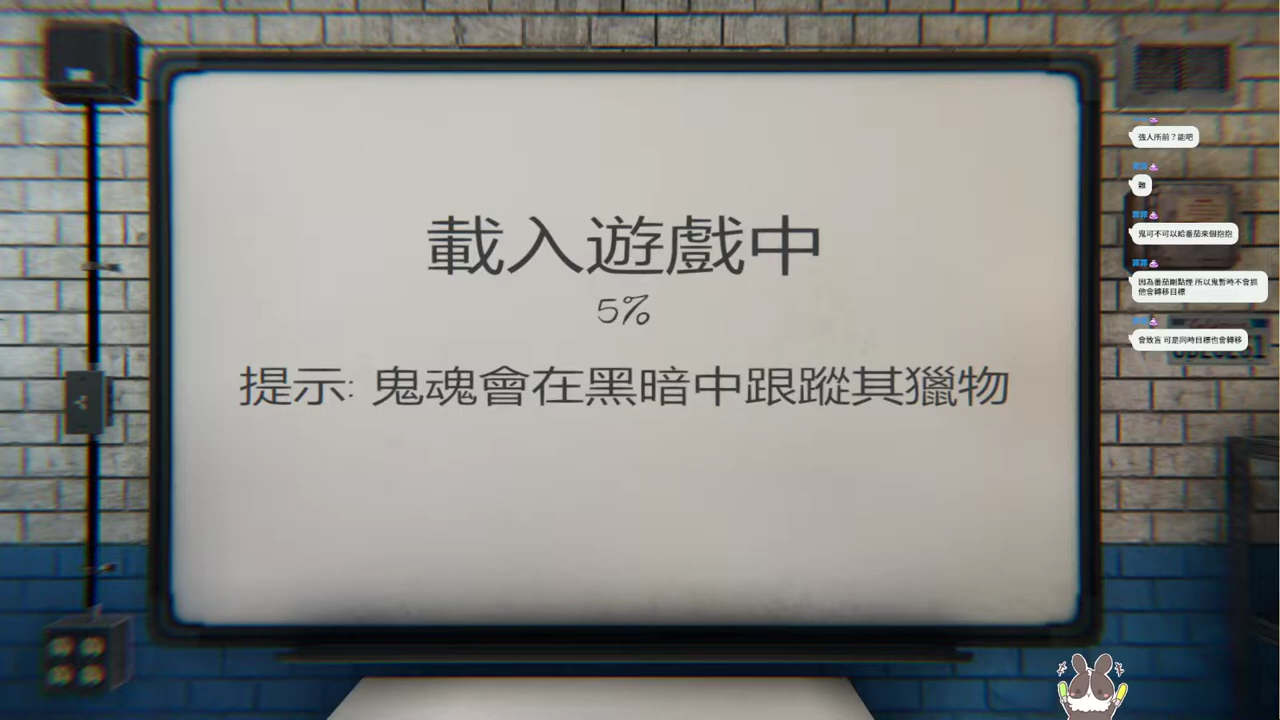 載入遊戲中
5%
提示: 鬼魂會在黑暗中跟蹤其獵物
強人所前？能吧
難
鬼可不可以給番茄來個抱抱
因為番茄剛點煙 所以鬼暫時不會抓
他會轉移目標
會致盲 可是同時目標也會轉移